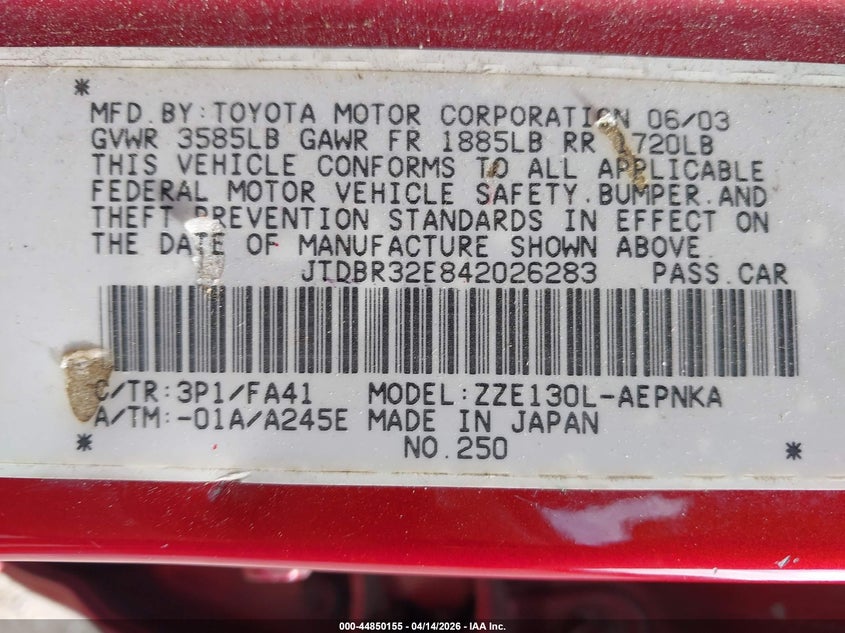 *
MFD.BY:TOYOTA MOTOR CORPORATION 06/03
GVWR 3585LB GAWR FR 1885LB RR 1720LB
THIS VEHICLE CONFORMS TO ALL APPLICABLE
FEDERAL MOTOR VEHICLE SAFETY.BUMPER.AND
THEFT PREVENTION STANDARDS IN EFFECT ON
THE DATE OF MANUFACTURE SHOWN ABOVE.
JTDBR32E842026283 PASS.CAR
C/TR:3P1/FA41 MODEL:ZZE130L-AEPNKA
A/TM:-01A/A245E MADE IN JAPAN
* NO.250 *
000-44850155 04/14/2026 IAA Inc.